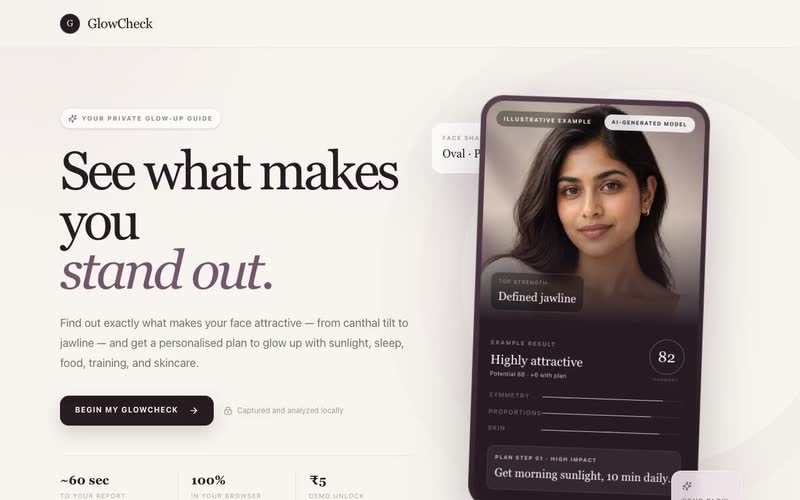 G
GlowCheck
YOUR PRIVATE GLOW-UP GUIDE
See what makes
you
stand out.
Find out exactly what makes your face attractive — from canthal tilt to
jawline — and get a personalised plan to glow up with sunlight, sleep,
food, training, and skincare.
BEGIN MY GLOWCHECK →
Captured and analyzed locally
~60 sec
TO YOUR REPORT
100%
IN YOUR BROWSER
₹5
DEMO UNLOCK
FACE SHA
Oval · P
ILLUSTRATIVE EXAMPLE
AI-GENERATED MODEL
TOP STRENGTH
Defined jawline
EXAMPLE RESULT
Highly attractive
Potential 88 · +6 with plan
82
HARMONY
SYMMETRY
PROPORTIONS
SKIN
PLAN STEP 01 · HIGH IMPACT
Get morning sunlight, 10 min daily.